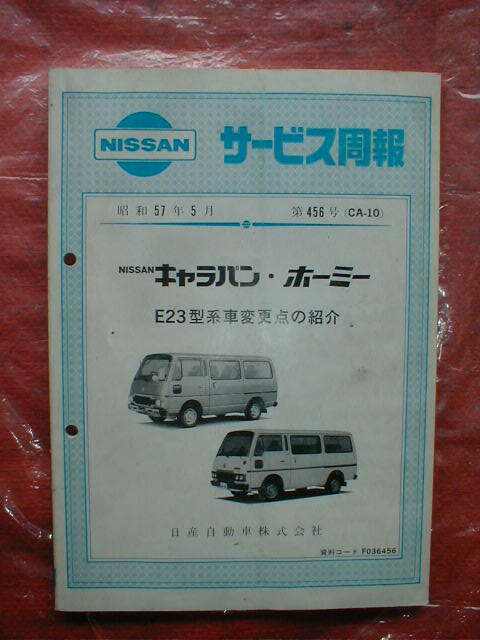 NISSAN サービス周報
昭和57年5月 第456号(CA-10)
NISSAN キャラバン・ホーミー
E23型系車変更点の紹介
日産自動車株式会社
資料コード F036456